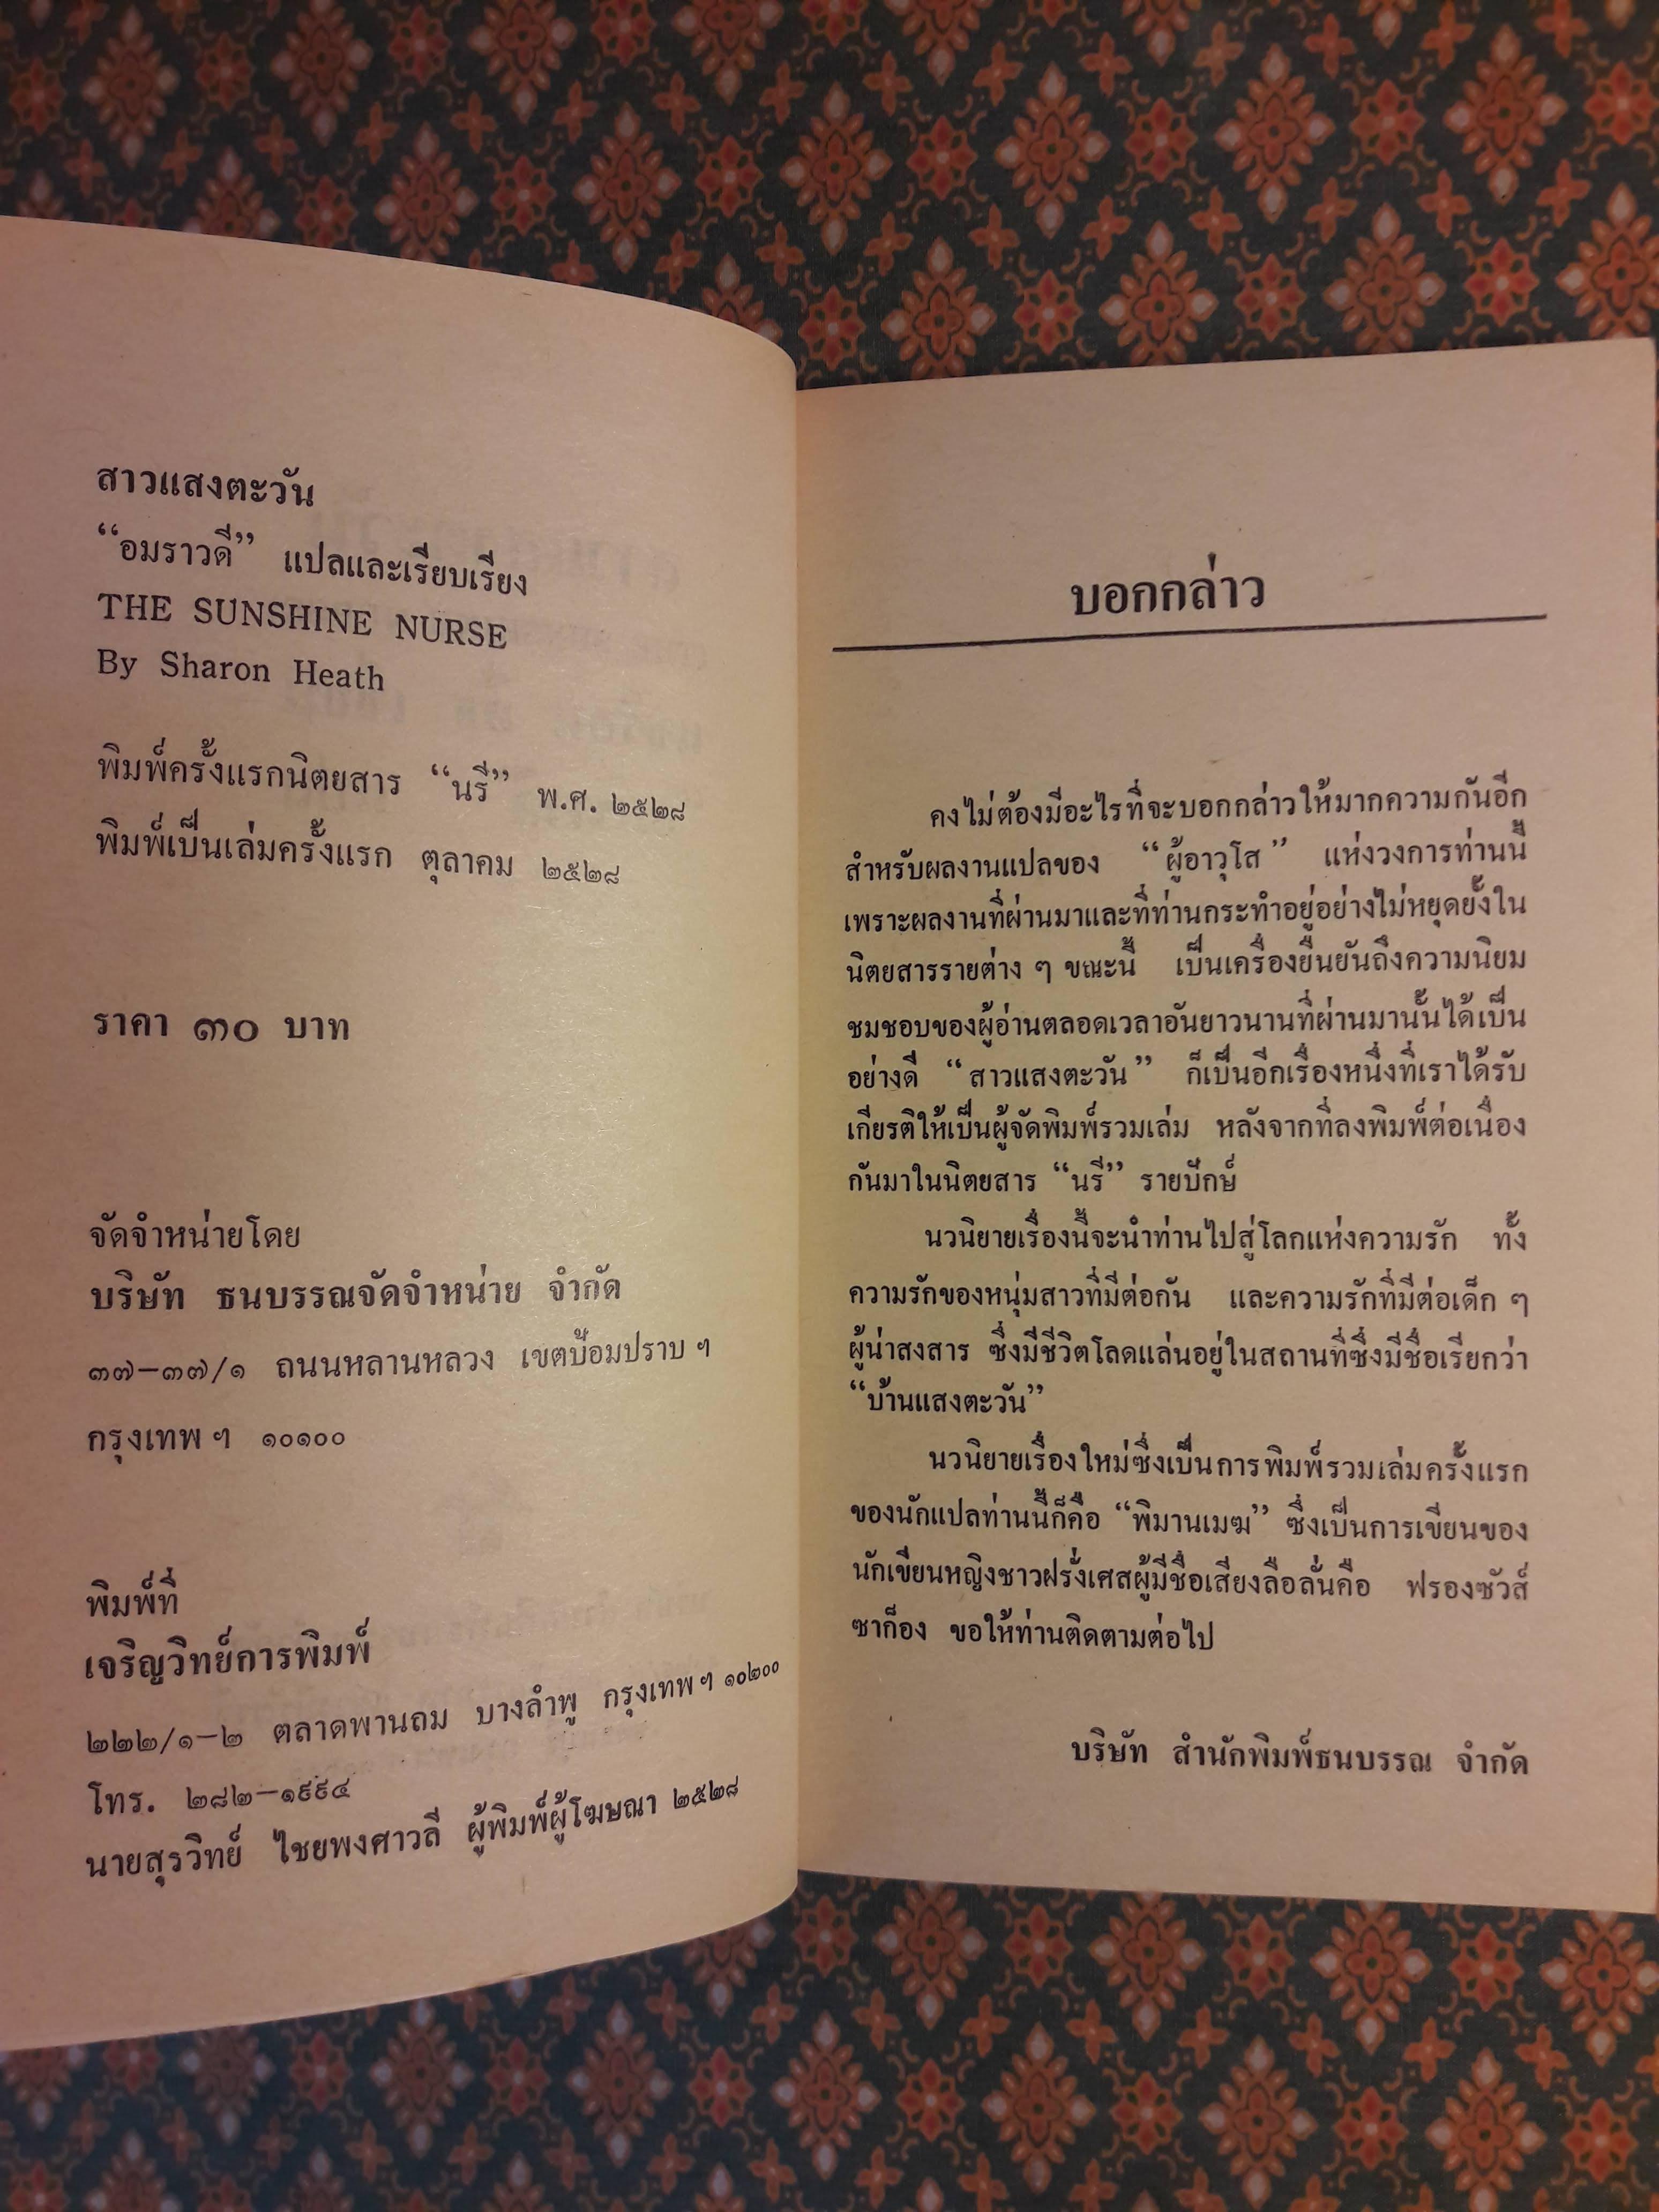 สาวแสงตะวัน
“อมราวดี” แปลและเรียบเรียง
THE SUNSHINE NURSE
By Sharon Heath
พิมพ์ครั้งแรกนิตยสาร “นรี” พ.ศ. ๒๕๒๘
พิมพ์เป็นเล่มครั้งแรก ตุลาคม ๒๕๒๘
ราคา ๓๐ บาท
จัดจำหน่ายโดย
บริษัท ธนบรรณจัดจำหน่าย จำกัด
๓๗–๓๗/๑ ถนนหลานหลวง เขตป้อมปราบ ฯ
กรุงเทพ ฯ ๑๐๑๐๐
พิมพ์ที่
เจริญวิทย์การพิมพ์
๒๒๒/๑–๒ ตลาดพานถม บางลำพู กรุงเทพ ฯ ๑๐๒๐๐
โทร. ๒๘๒–๑๙๙๔
นายสุรวิทย์ ไชยพงศาวลี ผู้พิมพ์ผู้โฆษณา ๒๕๒๘
บอกกล่าว
คงไม่ต้องมีอะไรที่จะบอกกล่าวให้มากความกันอีก
สำหรับผลงานแปลของ “ผู้อาวุโส” แห่งวงการท่านนี้
เพราะผลงานที่ผ่านมาและที่ท่านกระทำอยู่อย่างไม่หยุดยั้งใน
นิตยสารรายต่าง ๆ ขณะนี้ เป็นเครื่องยืนยันถึงความนิยม
ชมชอบของผู้อ่านตลอดเวลาอันยาวนานที่ผ่านมานั้นได้เป็น
อย่างดี “สาวแสงตะวัน” ก็เป็นอีกเรื่องหนึ่งที่เราได้รับ
เกียรติให้เป็นผู้จัดพิมพ์รวมเล่ม หลังจากที่ลงพิมพ์ต่อเนื่อง
กันมาในนิตยสาร “นรี” รายปักษ์
นวนิยายเรื่องนี้จะนำท่านไปสู่โลกแห่งความรัก ทั้ง
ความรักของหนุ่มสาวที่มีต่อกัน และความรักที่มีต่อเด็ก ๆ
ผู้น่าสงสาร ซึ่งมีชีวิตโลดแล่นอยู่ในสถานที่ซึ่งมีชื่อเรียกว่า
“บ้านแสงตะวัน”
นวนิยายเรื่องใหม่ซึ่งเป็นการพิมพ์รวมเล่มครั้งแรก
ของนักแปลท่านนี้ก็คือ “พิมานเมฆ” ซึ่งเป็นการเขียนของ
นักเขียนหญิงชาวฝรั่งเศสผู้มีชื่อเสียงลือลั่นคือ ฟรองซัวส์
ซาก็อง ขอให้ท่านติดตามต่อไป
บริษัท สำนักพิมพ์ธนบรรณ จำกัด